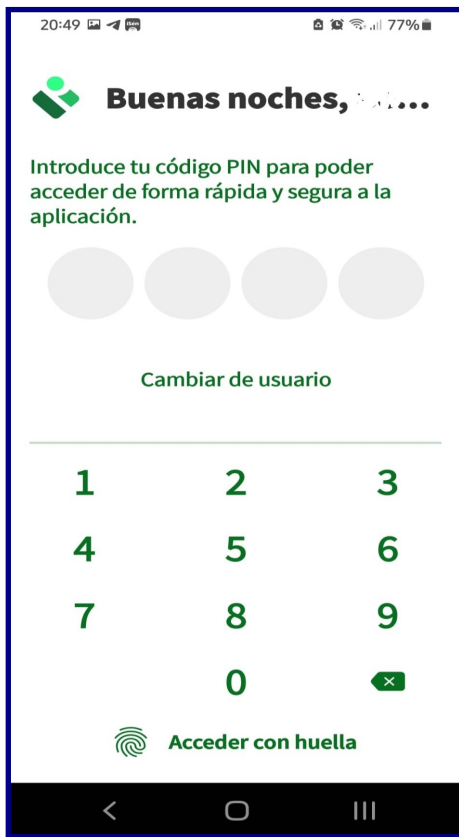 20:49 77%
Buenas noches, ...
Introduce tu código PIN para poder
acceder de forma rápida y segura a la
aplicación.
Cambiar de usuario
1 2 3
4 5 6
7 8 9
0
Acceder con huella